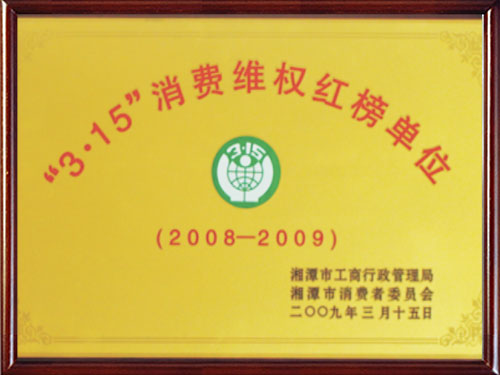 “3·15”消费维权红榜单位
3·15
(2008—2009)
湘潭市工商行政管理局
湘潭市消费者委员会
二〇〇九年三月十五日